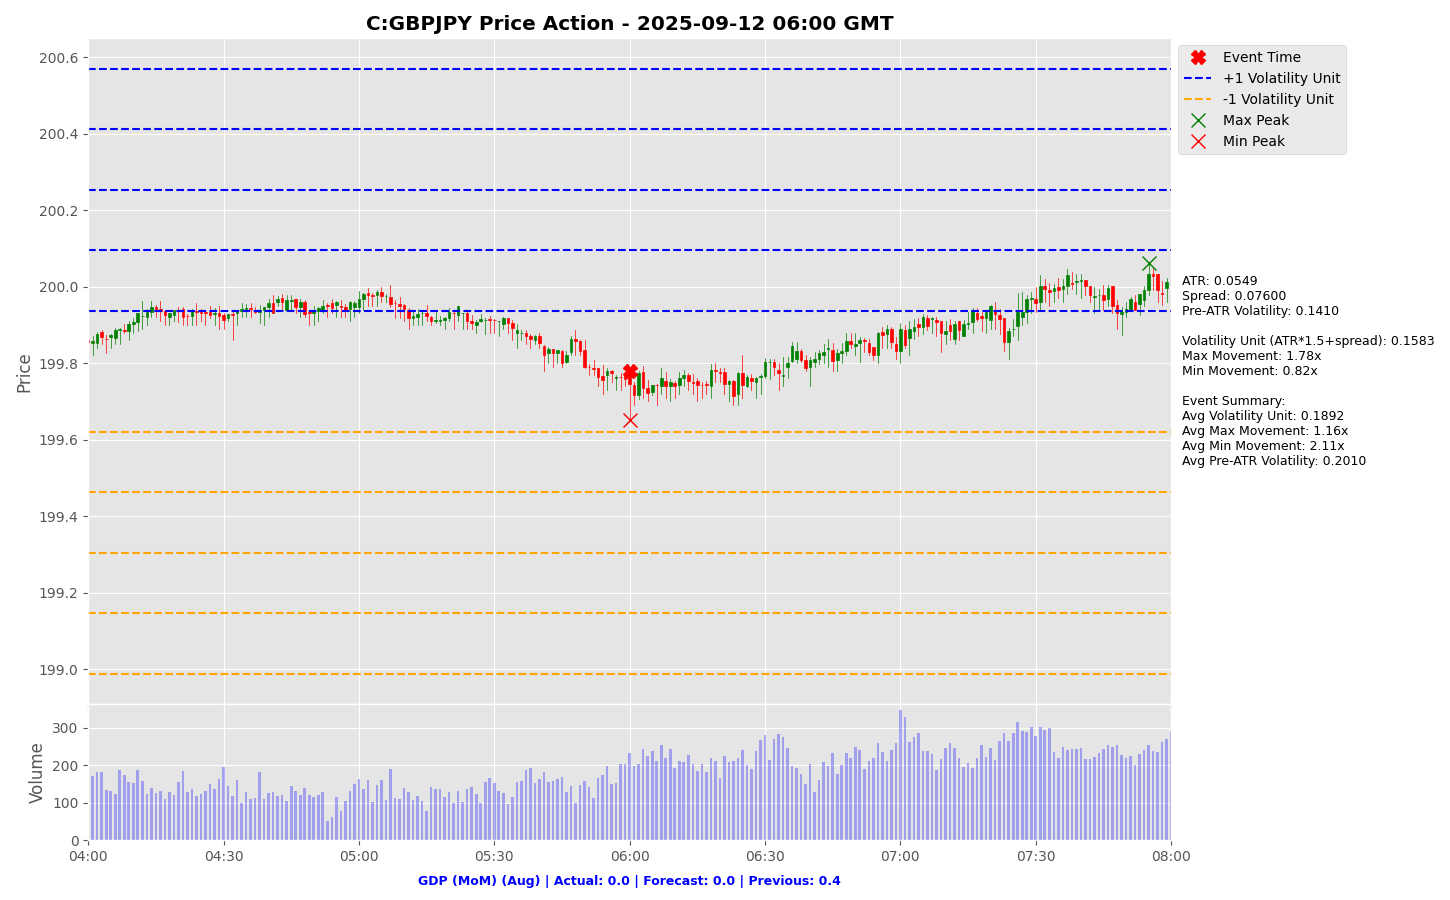 C:GBPJPY Price Action - 2025-09-12 06:00 GMT
Event Time
+1 Volatility Unit
-1 Volatility Unit
Max Peak
Min Peak
Price
200.6
200.4
200.2
200.0
199.8
199.6
199.4
199.2
199.0
ATR: 0.0549
Spread: 0.07600
Pre-ATR Volatility: 0.1410
Volatility Unit (ATR*1.5+spread): 0.1583
Max Movement: 1.78x
Min Movement: 0.82x
Event Summary:
Avg Volatility Unit: 0.1892
Avg Max Movement: 1.16x
Avg Min Movement: 2.11x
Avg Pre-ATR Volatility: 0.2010
Volume
300
200
100
0
04:00 04:30 05:00 05:30 06:00 06:30 07:00 07:30 08:00
GDP (MoM) (Aug) | Actual: 0.0 | Forecast: 0.0 | Previous: 0.4